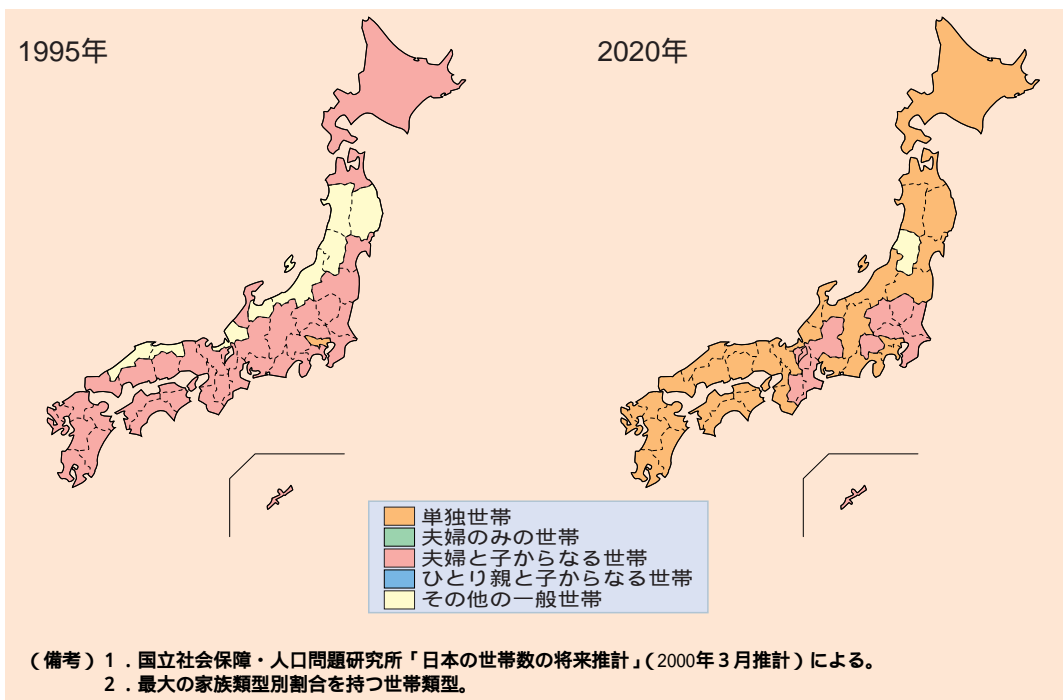 1995年
2020年
単独世帯
夫婦のみの世帯
夫婦と子からなる世帯
ひとり親と子からなる世帯
その他の一般世帯
（備考）１．国立社会保障・人口問題研究所「日本の世帯数の将来推計」（2000年３月推計）による。
２．最大の家族類型別割合を持つ世帯類型。